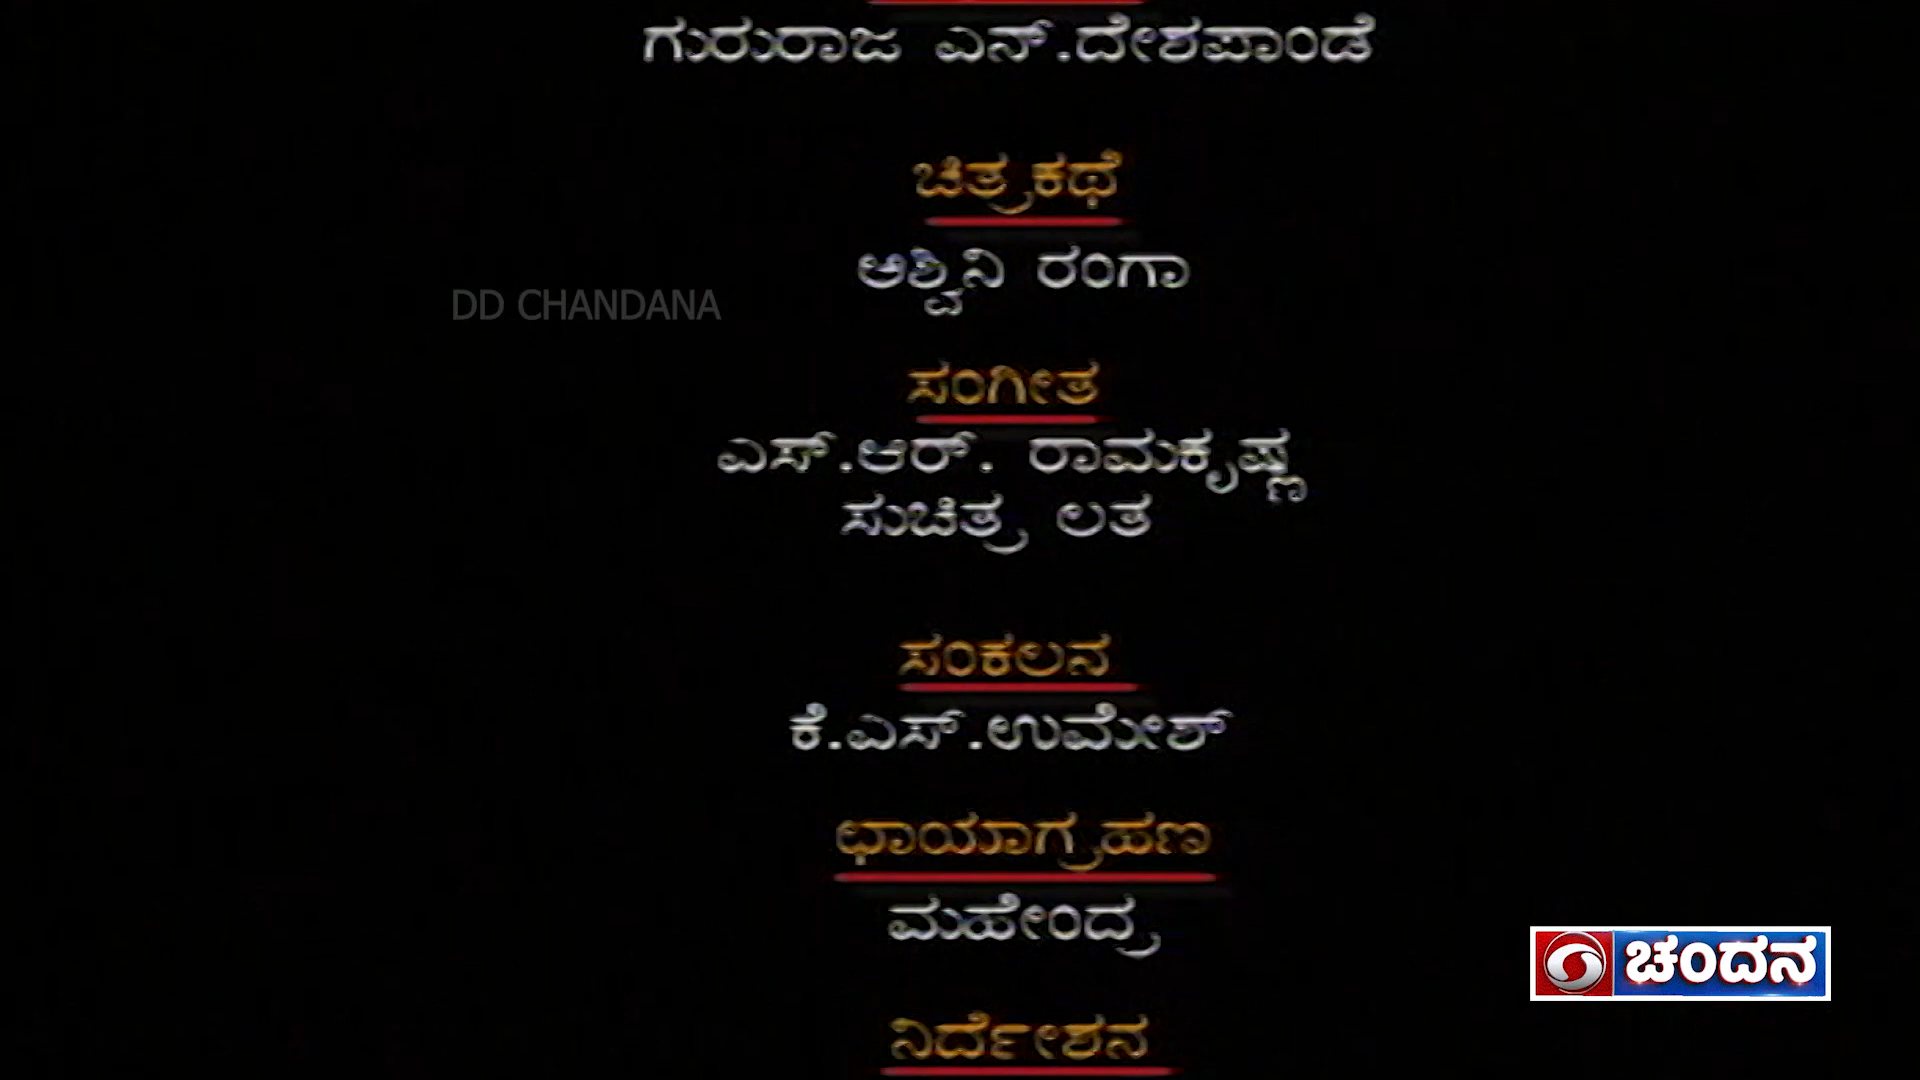 ಗುರುರಾಜ ಎನ್.ದೇಶಪಾಂಡೆ
ಚಿತ್ರಕಥೆ
ಅಶ್ವಿನಿ ರಂಗಾ
DD CHANDANA
ಸಂಗೀತ
ಎಸ್.ಆರ್. ರಾಮಕೃಷ್ಣ
ಸುಚಿತ್ರ ಲತ
ಸಂಕಲನ
ಕೆ.ಎಸ್.ಉಮೇಶ್
ಛಾಯಾಗ್ರಹಣ
ಮಹೇಂದ್ರ
ಚಂದನ
ನಿರ್ದೇಶನ